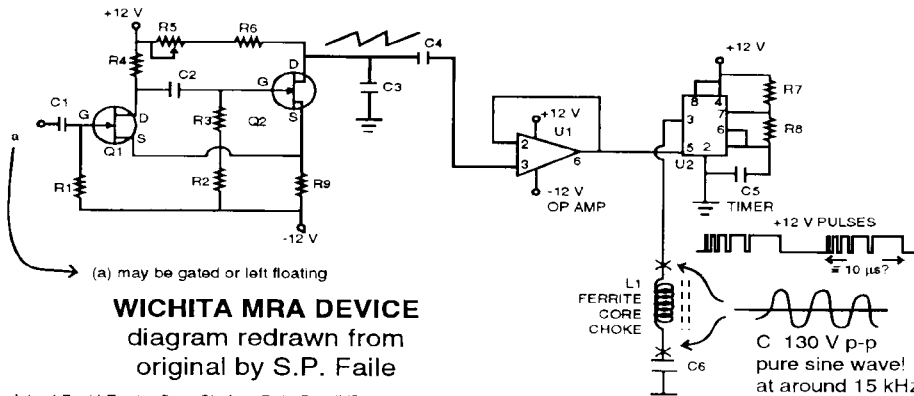 +12 V
R5
R6
R4
C2
C1
G
D
S
Q1
a
R1
R3
R2
G
D
S
Q2
R9
-12 V
C3
C4
+12 V
U1
2
3
6
-12 V
OP AMP
+12 V
8
4
3
7
6
5
2
U2
R7
R8
C5
TIMER
+12 V PULSES
≅ 10 µs?
(a) may be gated or left floating
WICHITA MRA DEVICE
diagram redrawn from
original by S.P. Faile
L1
FERRITE
CORE
CHOKE
C6
C 130 V p-p
pure sine wave!
at around 15 kHz